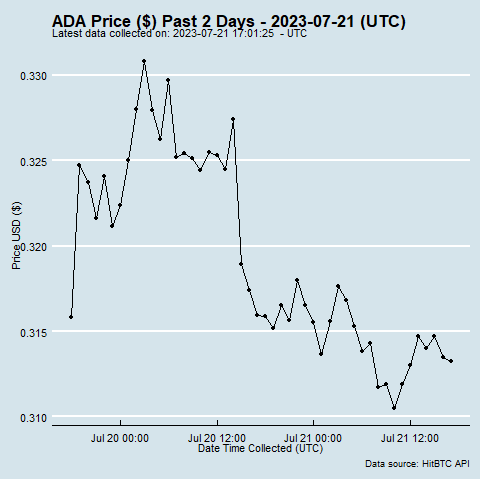 ADA Price ($) Past 2 Days - 2023-07-21 (UTC)
Latest data collected on: 2023-07-21 17:01:25  - UTC
0.330
0.325
0.320
0.315
0.310
Price USD ($)
Jul 20 00:00 Jul 20 12:00 Jul 21 00:00 Jul 21 12:00
Date Time Collected (UTC)
Data source: HitBTC API